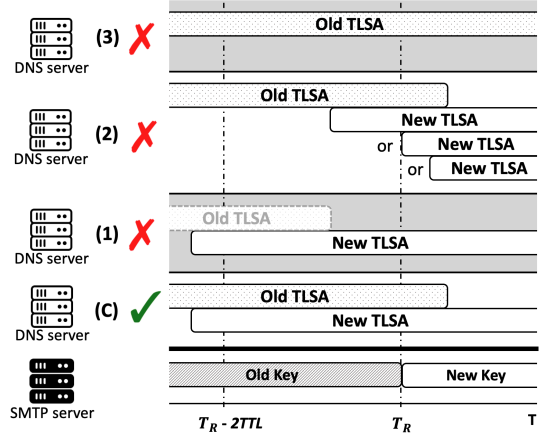 (3) Old TLSA
DNS server
Old TLSA
(2) New TLSA
or New TLSA
DNS server
or New TLSA
Old TLSA
(1) New TLSA
DNS server
(C) Old TLSA
New TLSA
DNS server
Old Key New Key
SMTP server
T_R - 2TTL T_R T